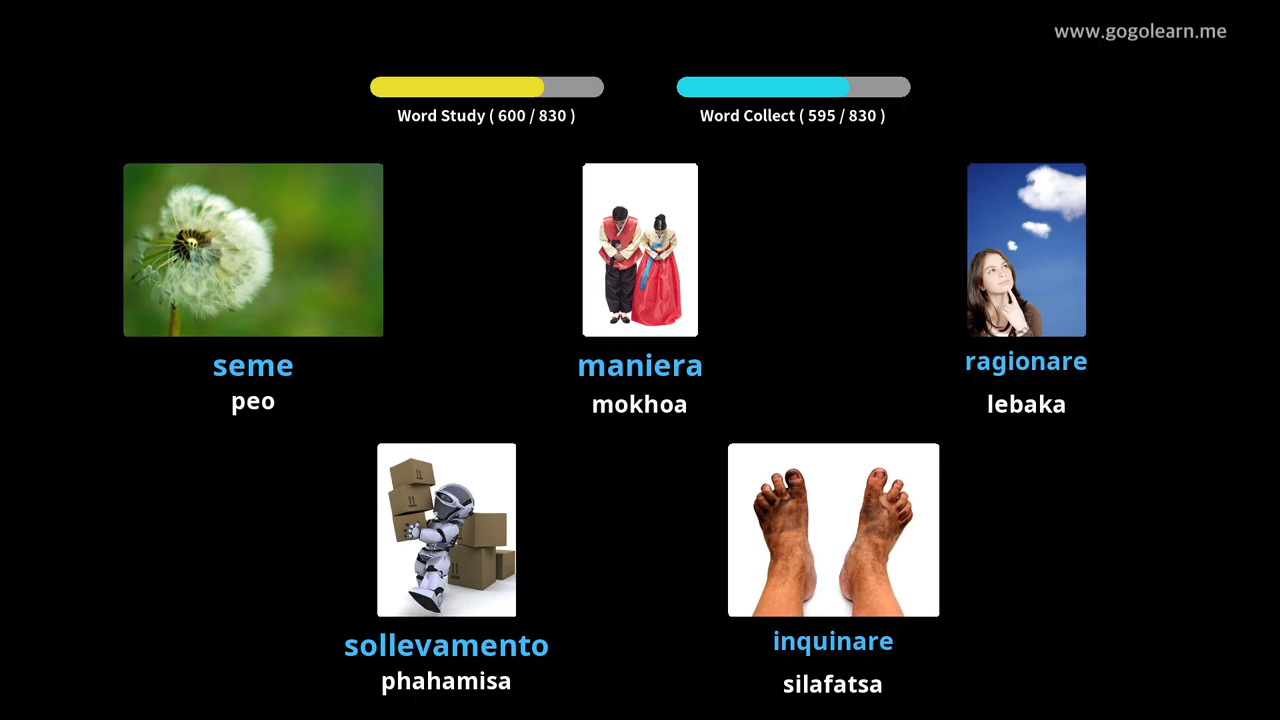 www.gogolearn.me
Word Study ( 600 / 830 )
Word Collect ( 595 / 830 )
seme
peo
maniera
mokhoa
ragionare
lebaka
sollevamento
phahamisa
inquinare
silafatsa